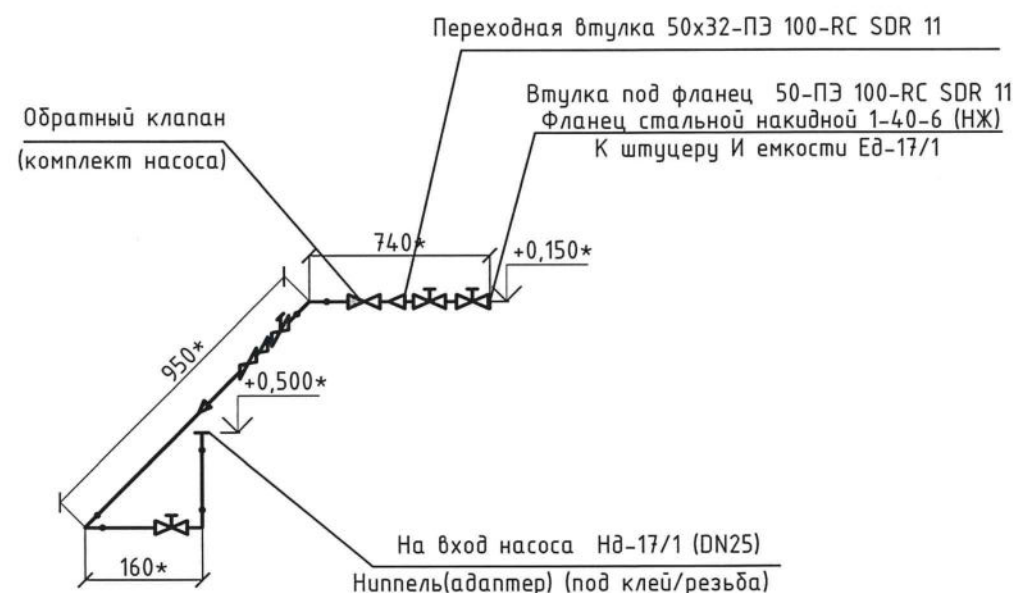 Переходная втулка 50х32-ПЭ 100-RC SDR 11
Втулка под фланец 50-ПЭ 100-RC SDR 11
Фланец стальной накидной 1-40-6 (НЖ)
К штуцеру И емкости Ед-17/1
Обратный клапан
(комплект насоса)
740*
+0,150*
950*
+0,500*
160*
На вход насоса Нд-17/1 (DN25)
Ниппель(адаптер) (под клей/резьба)